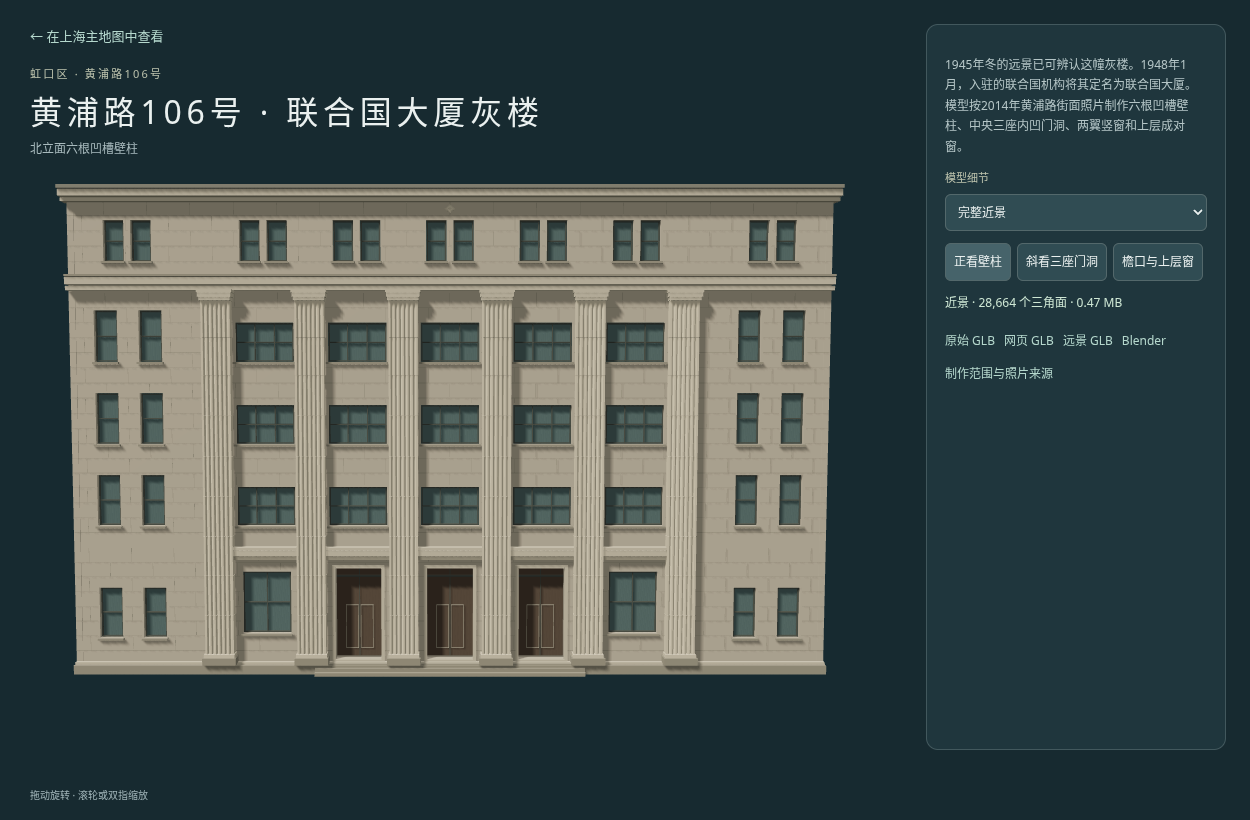 ← 在上海主地图中查看
虹口区 · 黄浦路106号
黄浦路106号 · 联合国大厦灰楼
北立面六根凹槽壁柱
1945年冬的远景已可辨认这幢灰楼。1948年1
月，入驻的联合国机构将其定名为联合国大厦。
模型按2014年黄浦路街面照片制作六根凹槽壁
柱、中央三座内凹门洞、两翼竖窗和上层成对
窗。
模型细节
完整近景
正看壁柱 斜看三座门洞 檐口与上层窗
近景 · 28,664 个三角面 · 0.47 MB
原始 GLB 网页 GLB 远景 GLB Blender
制作范围与照片来源
拖动旋转 · 滚轮或双指缩放